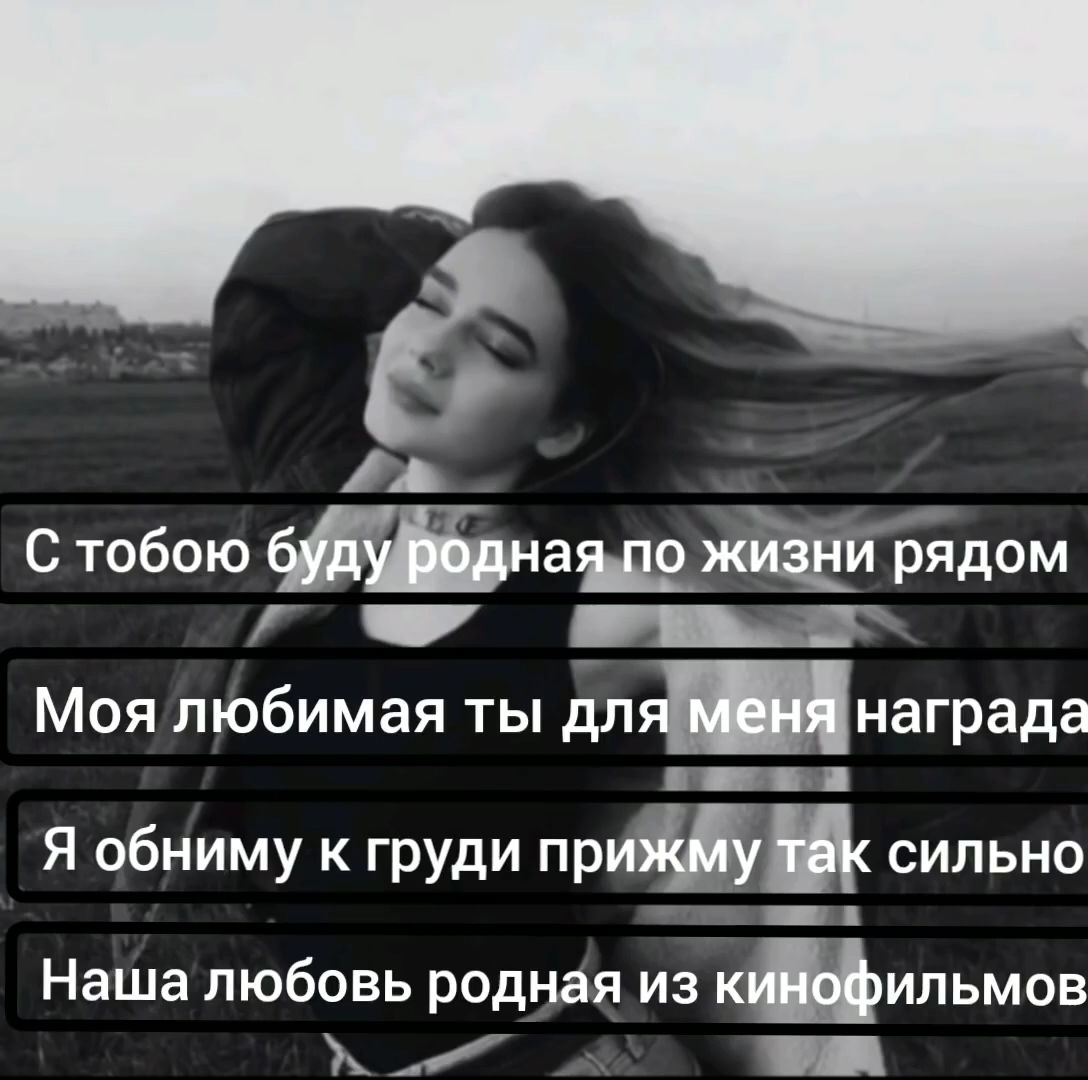 С тобою буду родная по жизни рядом
Моя любимая ты для меня награда
Я обниму к груди прижму так сильно
Наша любовь родная из кинофильмов